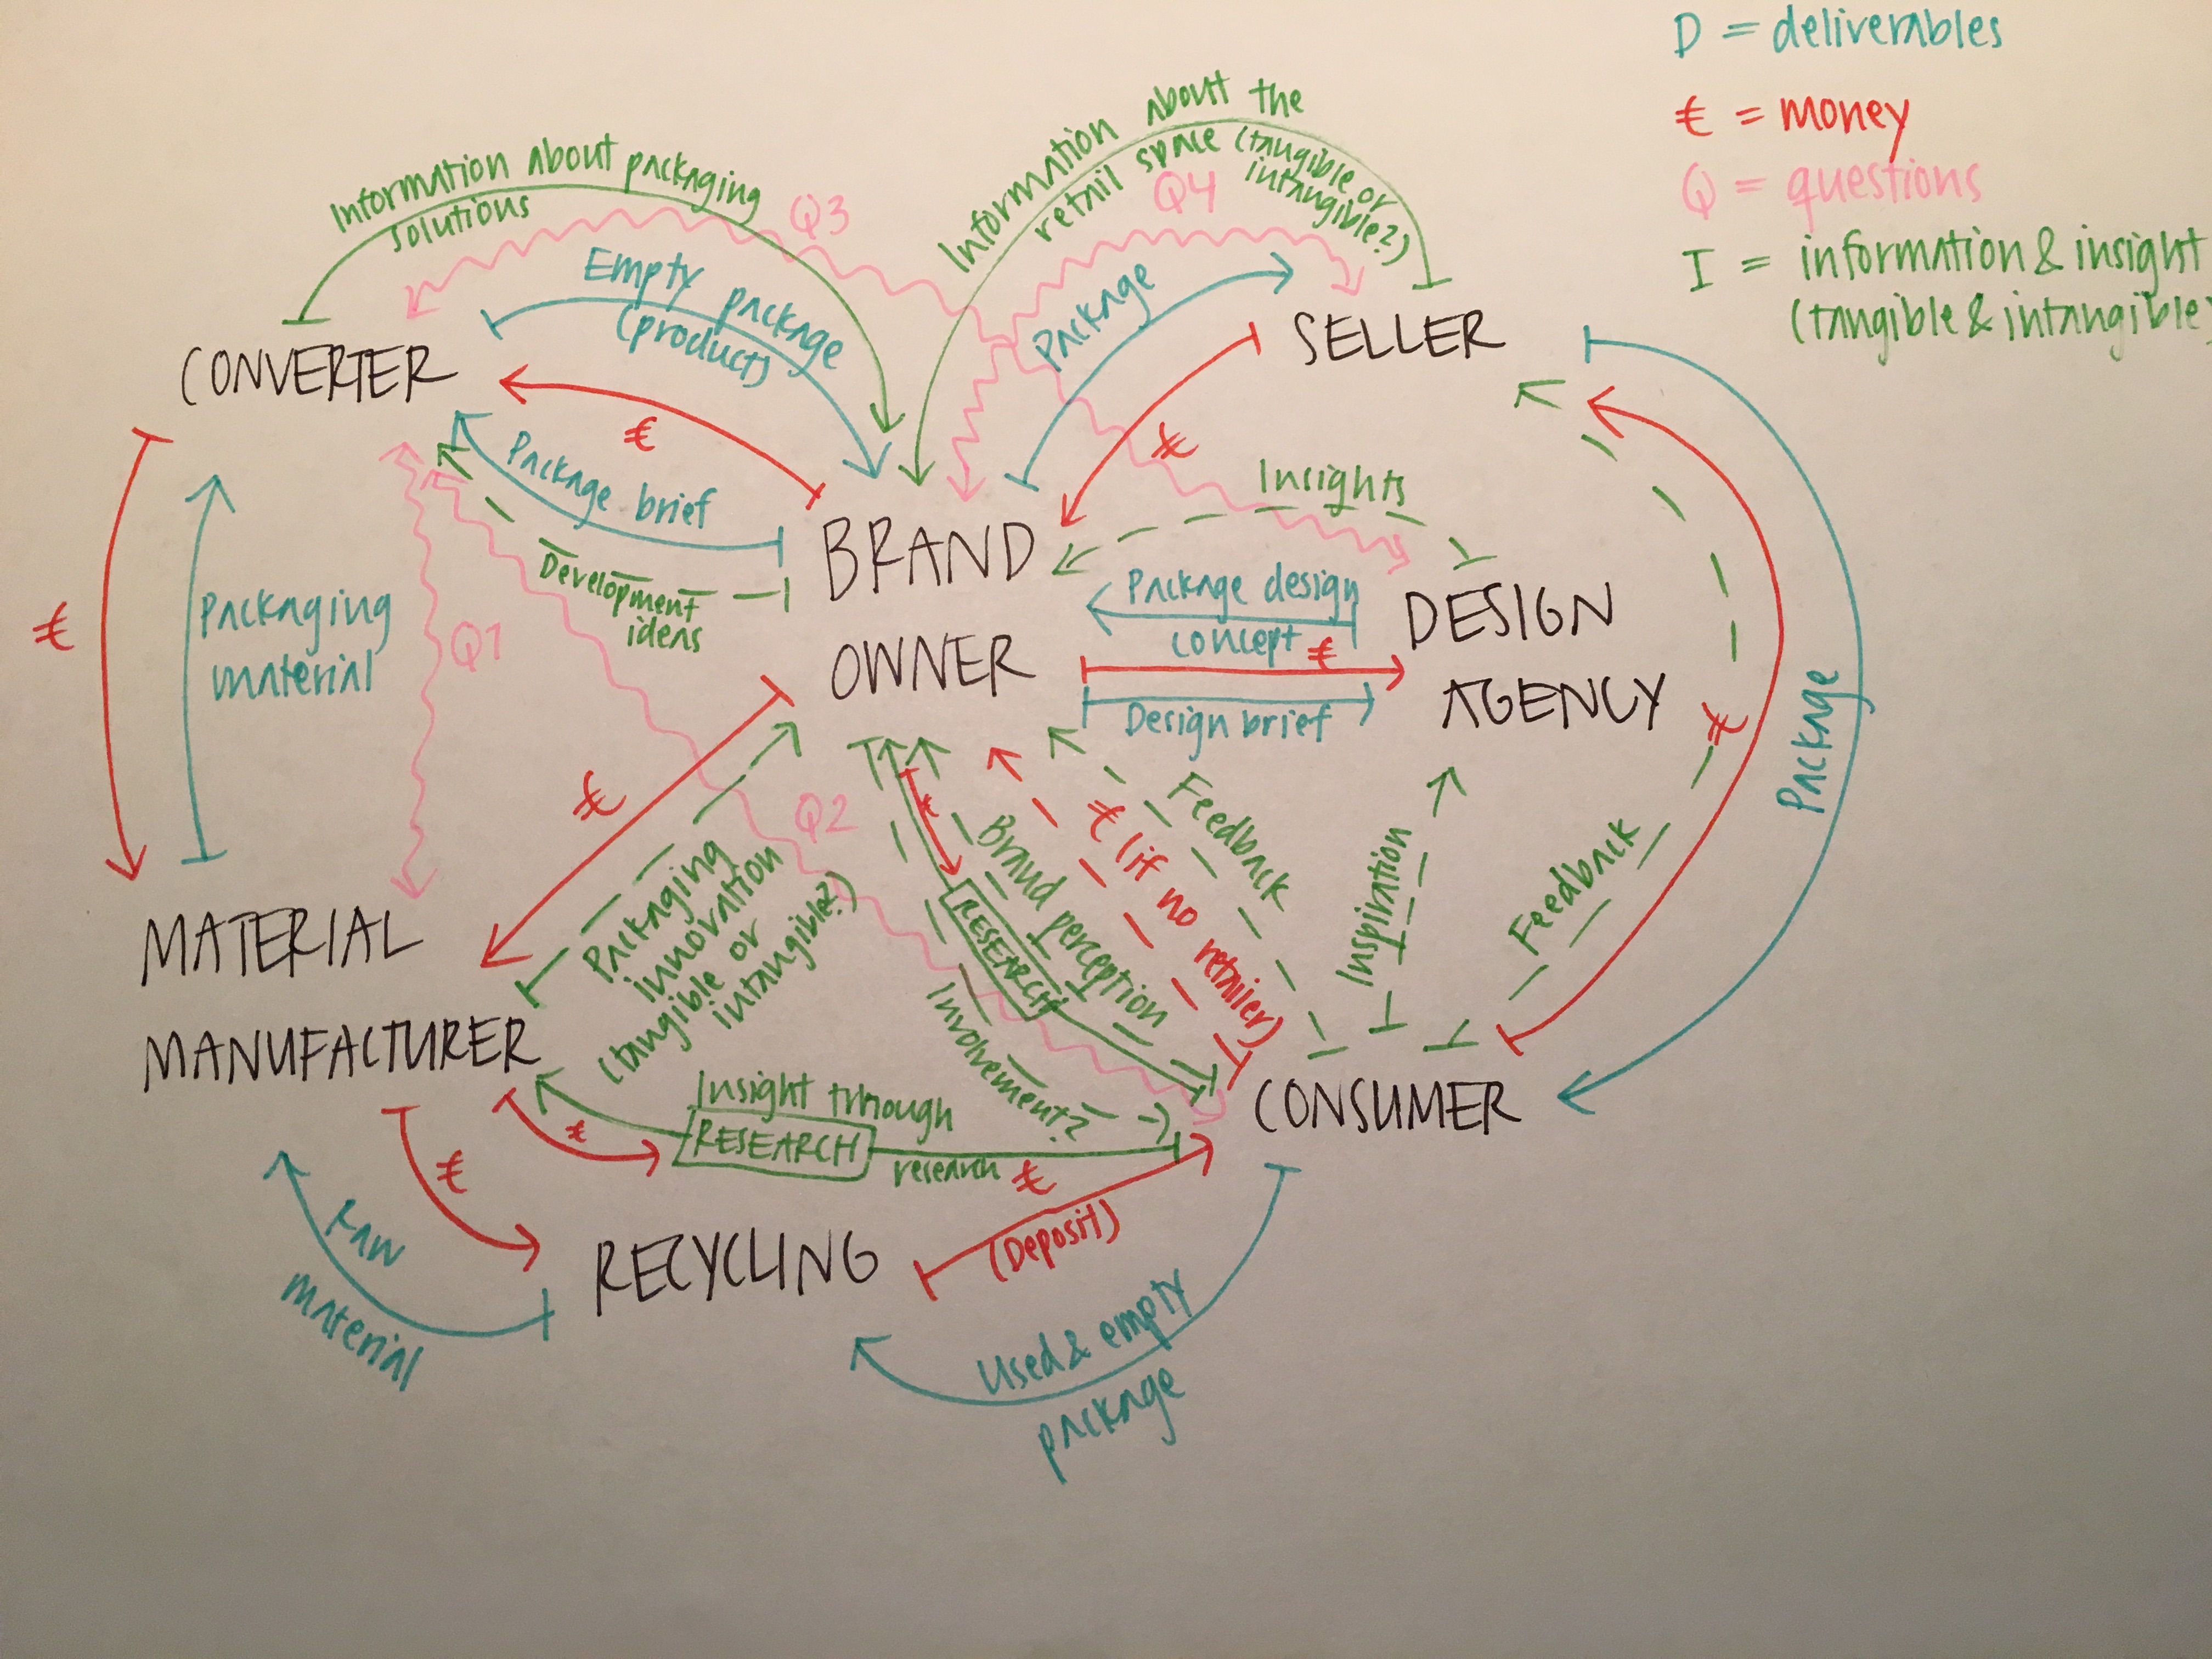 D = deliverables
€ = money
Q = questions
I = information & insight
(tangible & intangible)
Information about packaging
solutions
Q3
Information about the
retail space (tangible or
intangible?)
Q4
Empty package
(product)
Package
CONVERTER
SELLER
€
€
Package brief
Insights
Development
ideas
BRAND
OWNER
Package design
concept
€
Design brief
DESIGN
AGENCY
€
Packaging
material
Q1
€
Package
€
Q2
€
Feedback
€ (if no retailer)
Brand perception
RESEARCH
Involvement?
Inspiration
Feedback
Packaging
innovation
(tangible or
intangible?)
MATERIAL
MANUFACTURER
Insight through
RESEARCH
research
€
€
(Deposit)
CONSUMER
€
Raw
material
RECYCLING
Used & empty
package